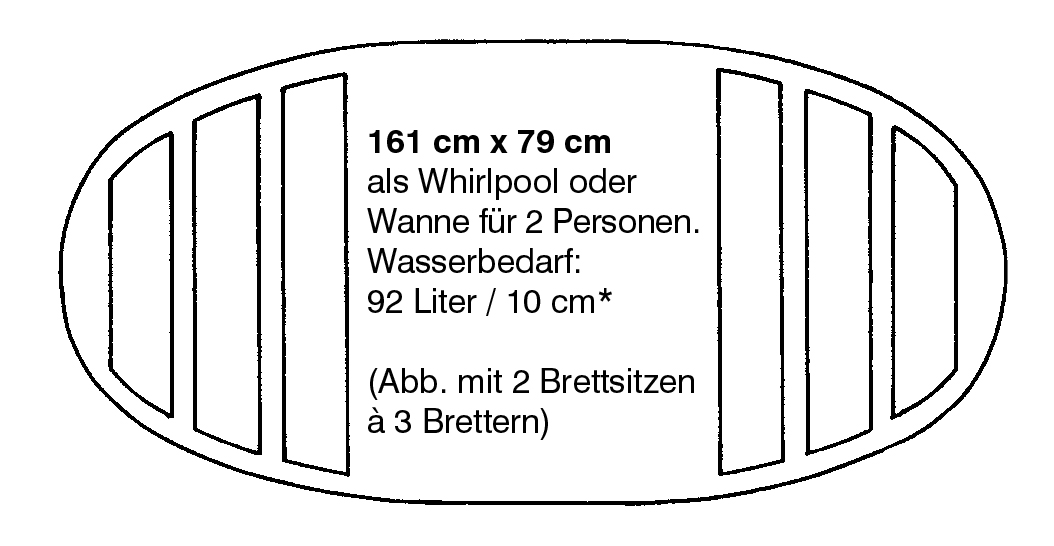 161 cm x 79 cm
als Whirlpool oder
Wanne für 2 Personen.
Wasserbedarf:
92 Liter / 10 cm*
(Abb. mit 2 Brettsitzen
à 3 Brettern)